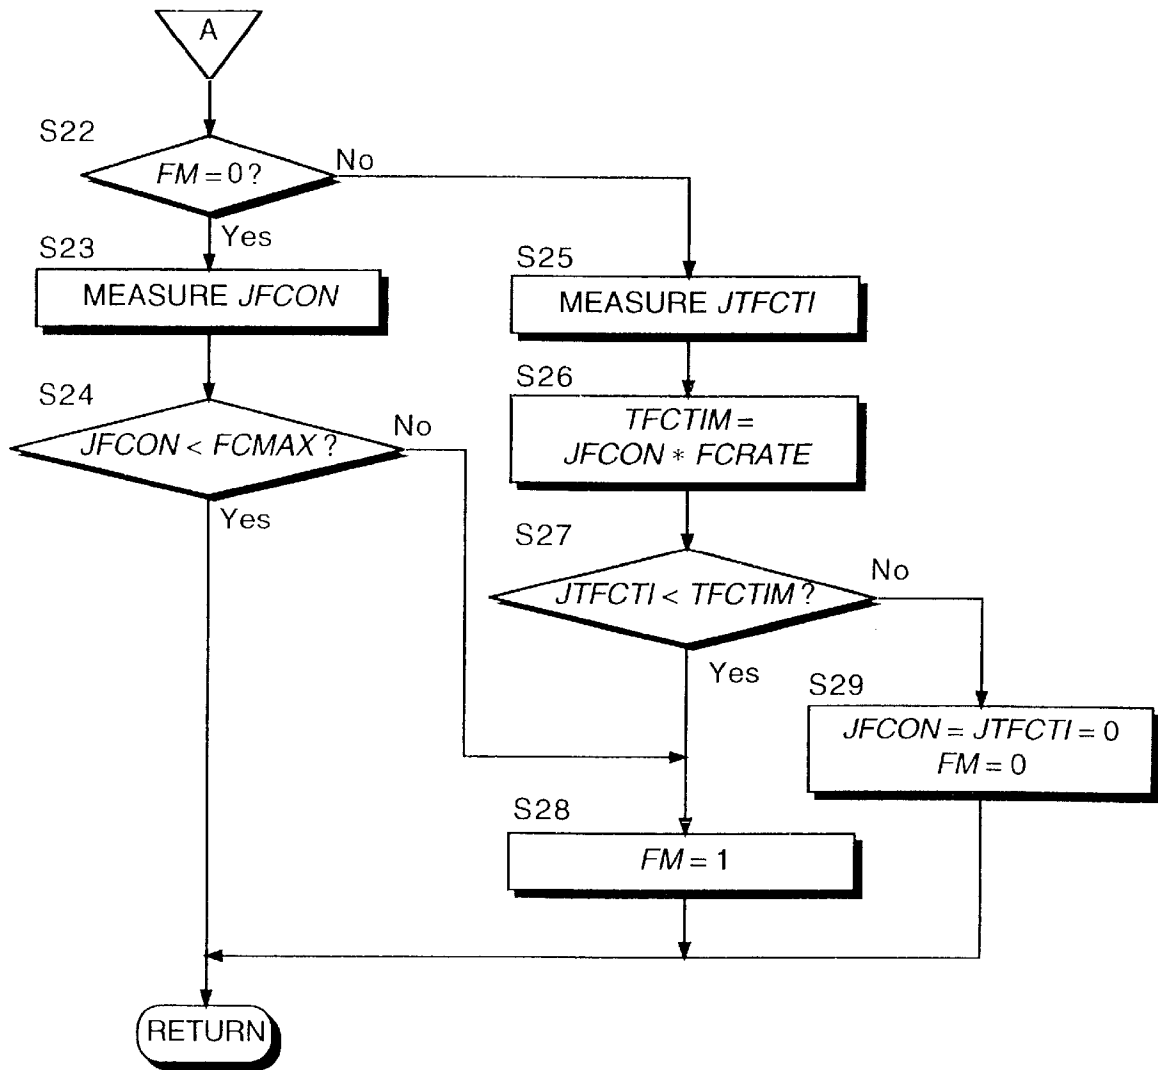 A
S22
FM = 0 ?
No
Yes
S23
MEASURE JFCON
S25
MEASURE JTFCTI
S24
JFCON < FCMAX ?
No
Yes
S26
TFCTIM =
JFCON * FCRATE
S27
JTFCTI < TFCTIM ?
No
Yes
S29
JFCON = JTFCTI = 0
FM = 0
S28
FM = 1
RETURN